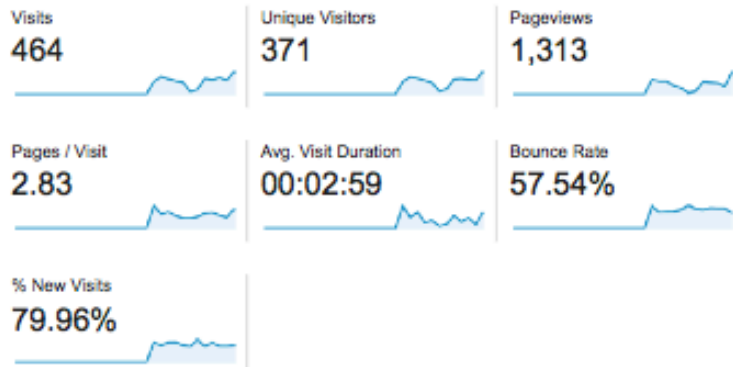 Visits
464
Unique Visitors
371
Pageviews
1,313
Pages / Visit
2.83
Avg. Visit Duration
00:02:59
Bounce Rate
57.54%
% New Visits
79.96%